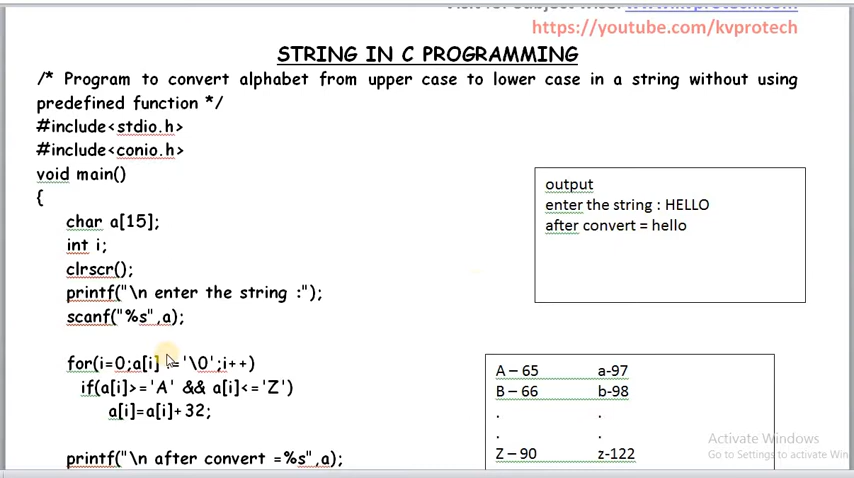 https://youtube.com/kvprotech
STRING IN C PROGRAMMING
/* Program to convert alphabet from upper case to lower case in a string without using
predefined function */
#include<stdio.h>
#include<conio.h>
void main()
{
char a[15];
int i;
clrscr();
printf("\n enter the string :");
scanf("%s",a);
for(i=0;a[i] ='\0';i++)
if(a[i]>='A' && a[i]<='Z')
a[i]=a[i]+32;
printf("\n after convert =%s",a);
output
enter the string : HELLO
after convert = hello
A – 65 a-97
B – 66 b-98
. .
. .
Z – 90 z-122
Activate Windows
Go to Settings to activate Win